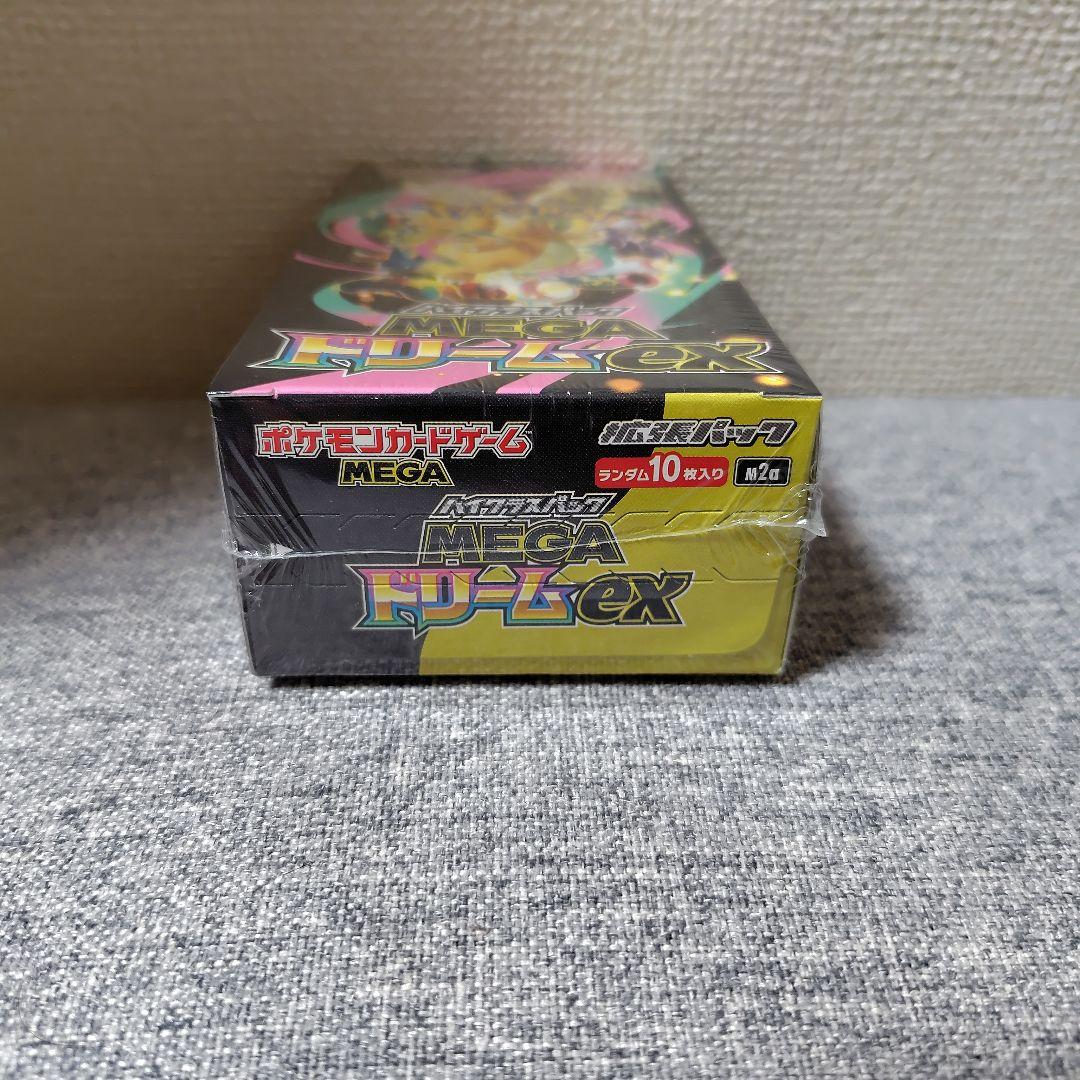 ハイクラスパック
MEGA
ドリームex
ポケモンカードゲーム
MEGA
拡張パック
ランダム10枚入り M2a
ハイクラスパック
MEGA
ドリームex